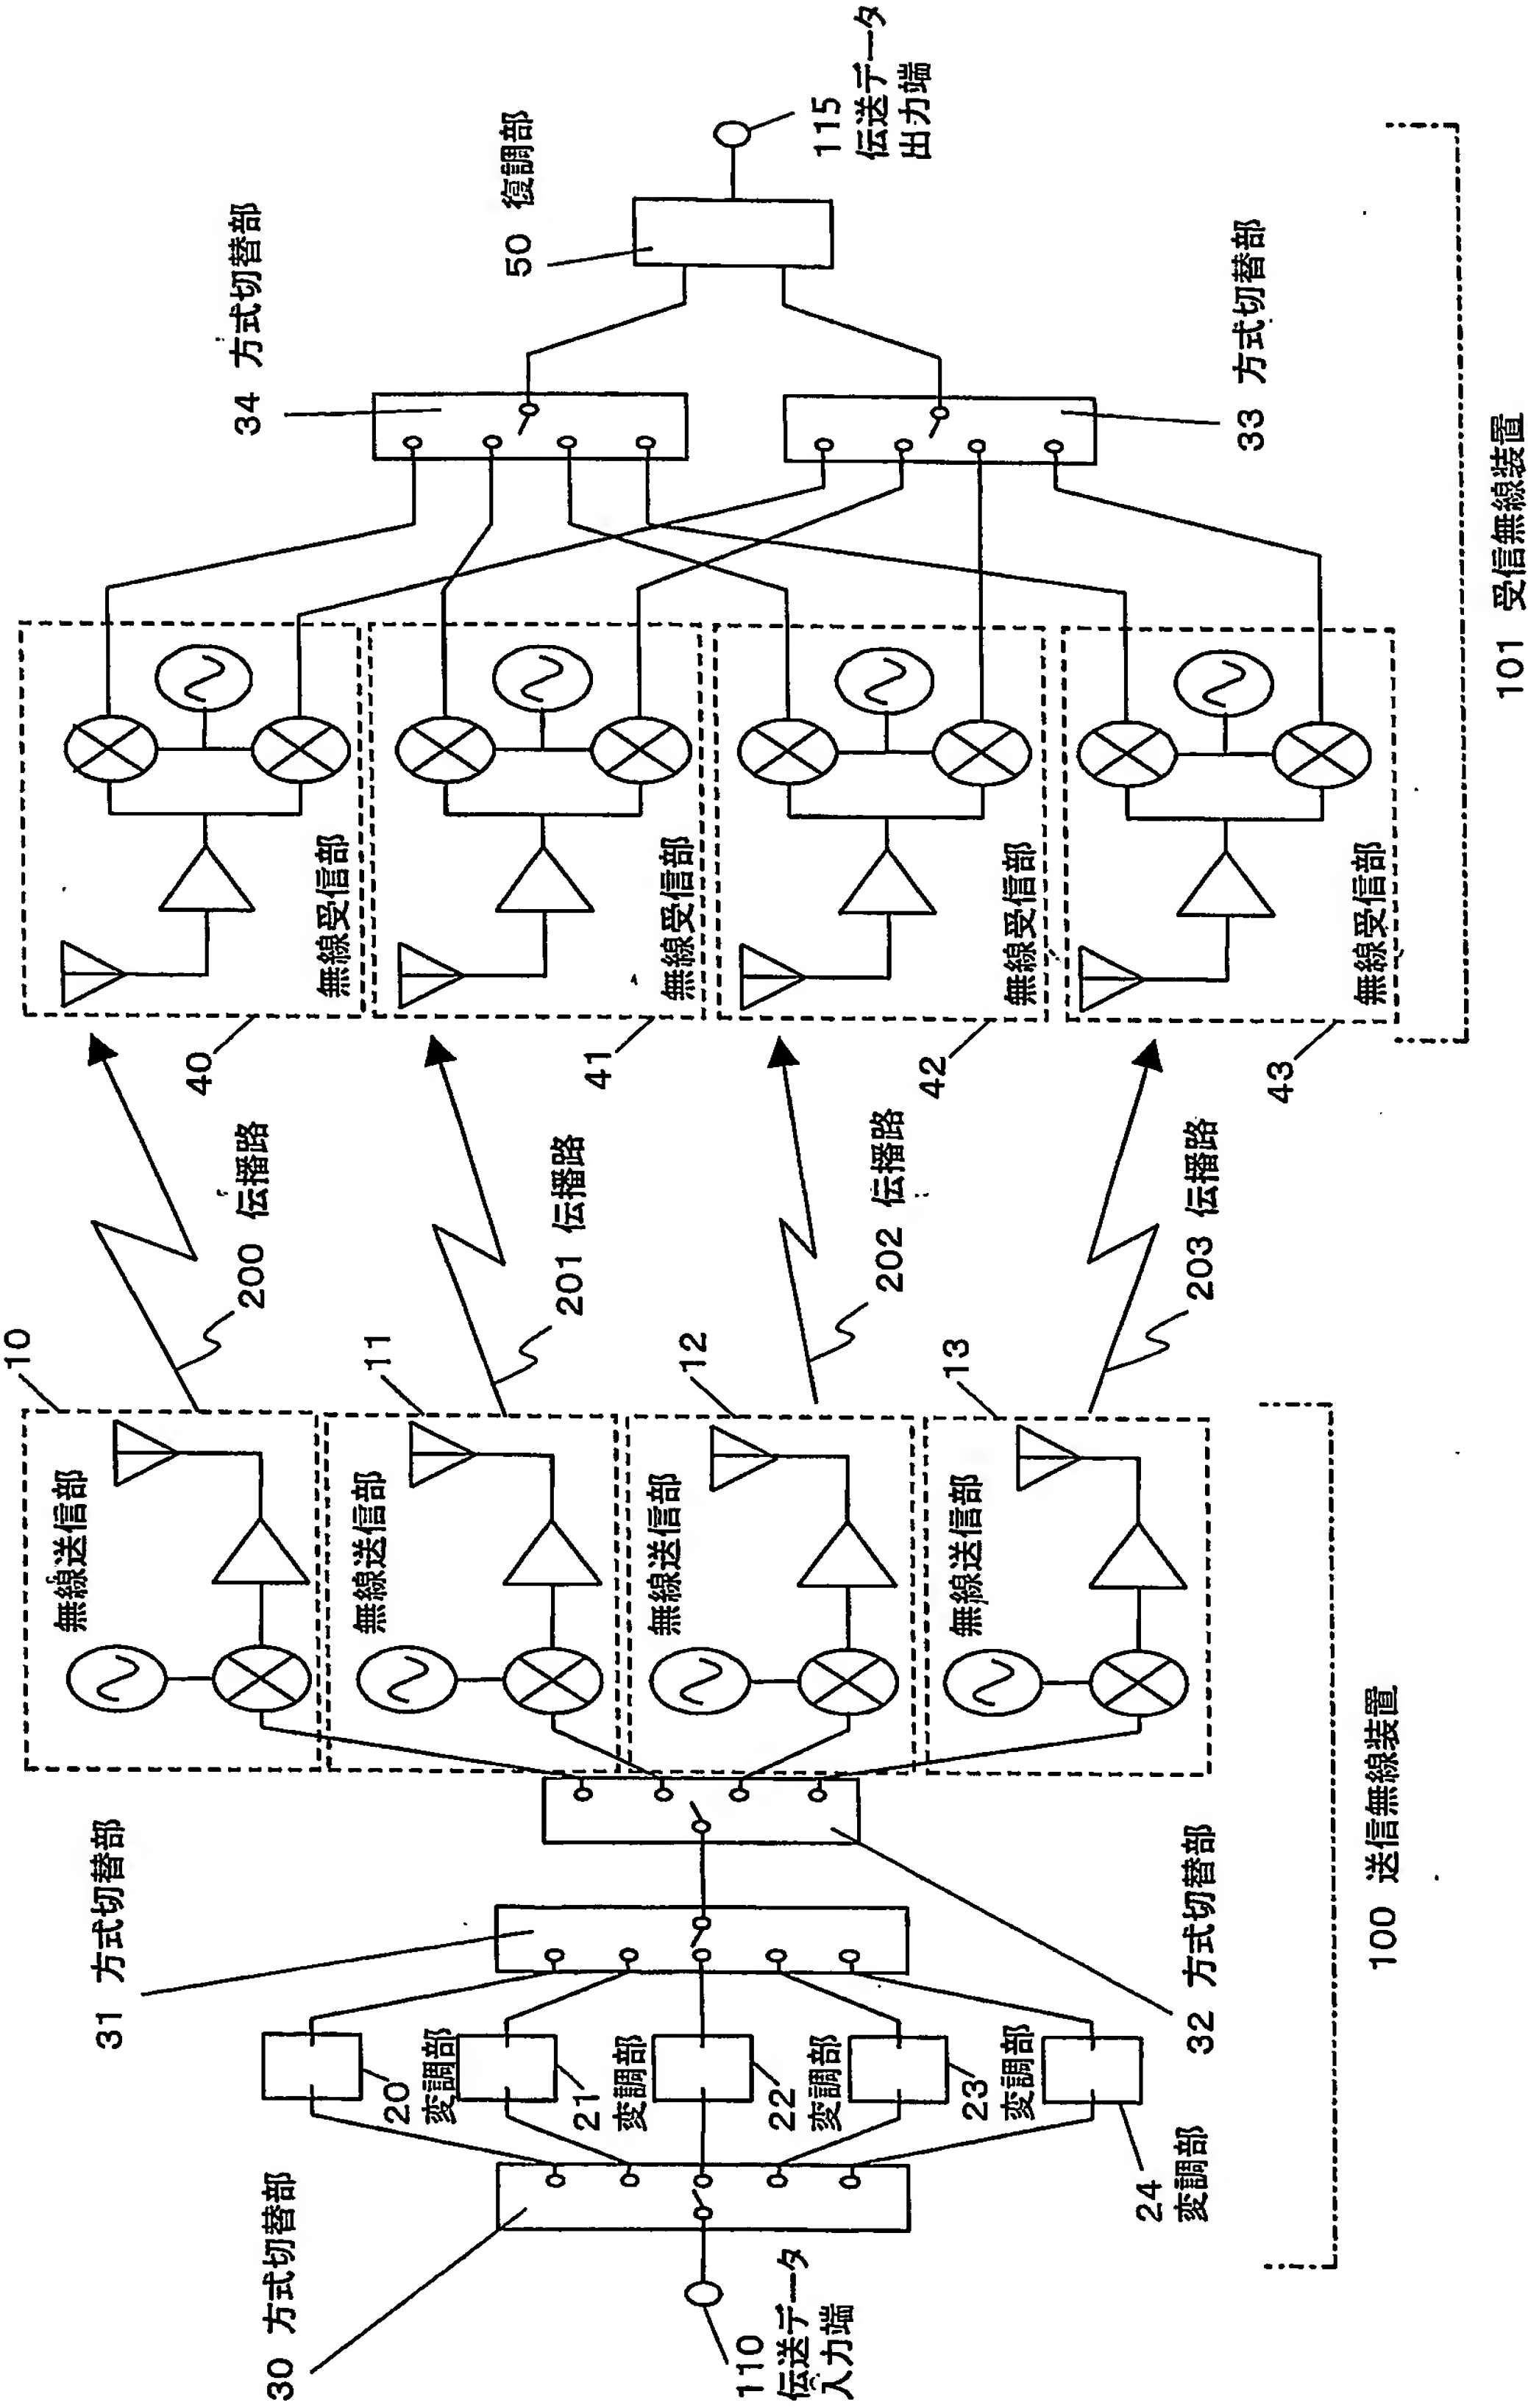 30 方式切替部
110
伝送データ
入力端
20
変調部
21
変調部
22
変調部
23
変調部
24
変調部
31 方式切替部
32 方式切替部
100 送信無線装置
10
無線送信部
11
無線送信部
12
無線送信部
13
無線送信部
200 伝播路
201 伝播路
202 伝播路
203 伝播路
40
無線受信部
41
無線受信部
42
無線受信部
43
無線受信部
34 方式切替部
33 方式切替部
50 復調部
115
伝送データ
出力端
101 受信無線装置